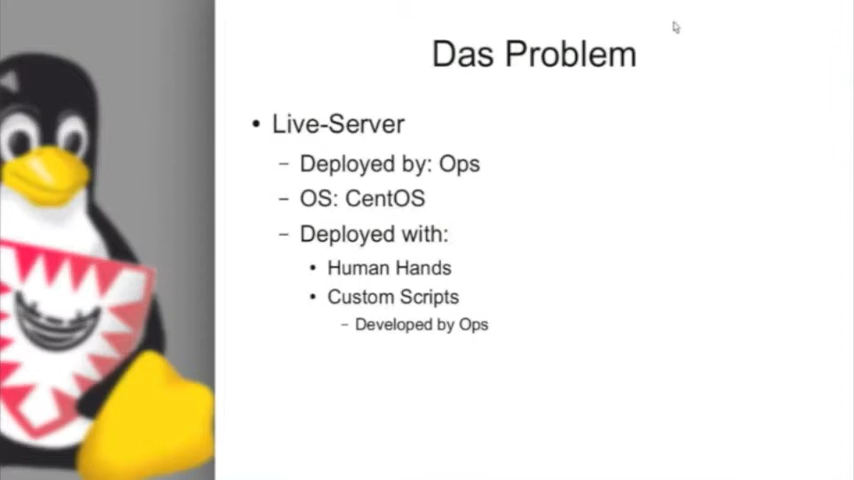 Das Problem
• Live-Server
– Deployed by: Ops
– OS: CentOS
– Deployed with:
• Human Hands
• Custom Scripts
– Developed by Ops